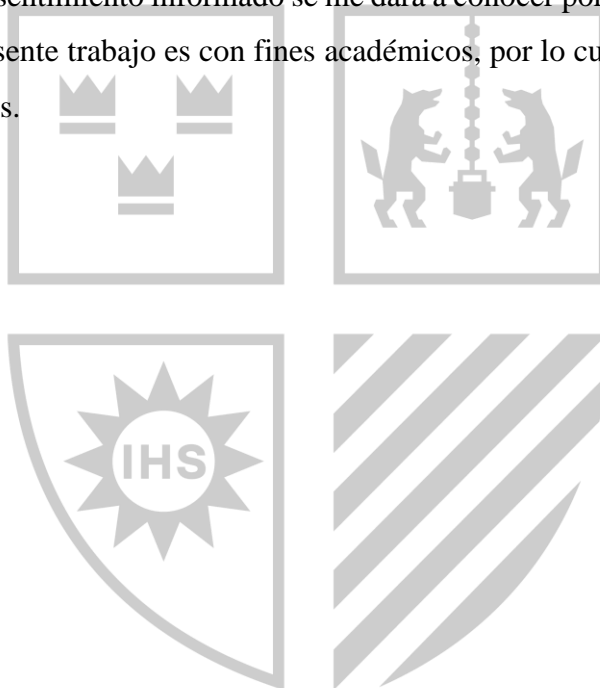 sentimiento informado se me dará a conocer por
sente trabajo es con fines académicos, por lo cu
s.
IHS